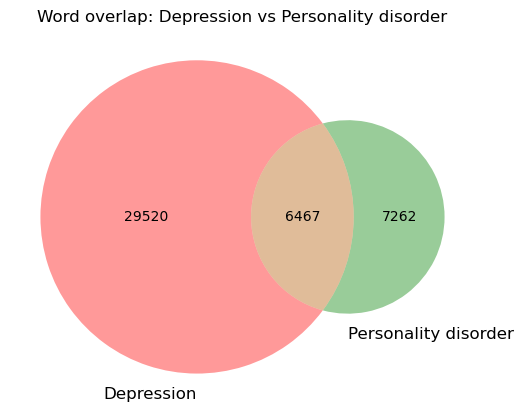 Word overlap: Depression vs Personality disorder
29520
6467
7262
Personality disorder
Depression